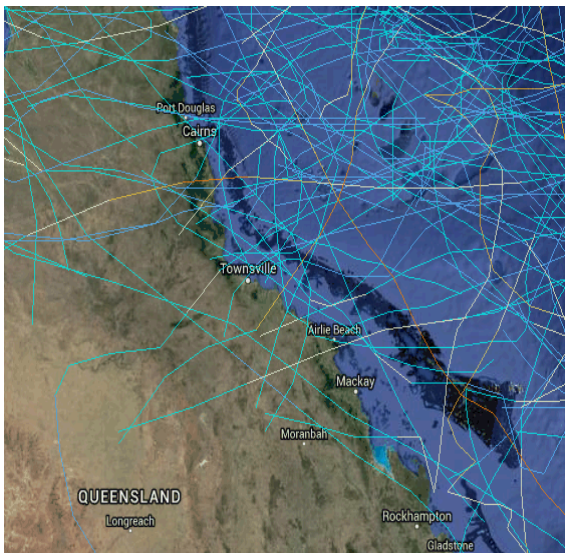 Port Douglas
Cairns
Townsville
Airlie Beach
Mackay
Moranbah
QUEENSLAND
Longreach
Rockhampton
Gladstone